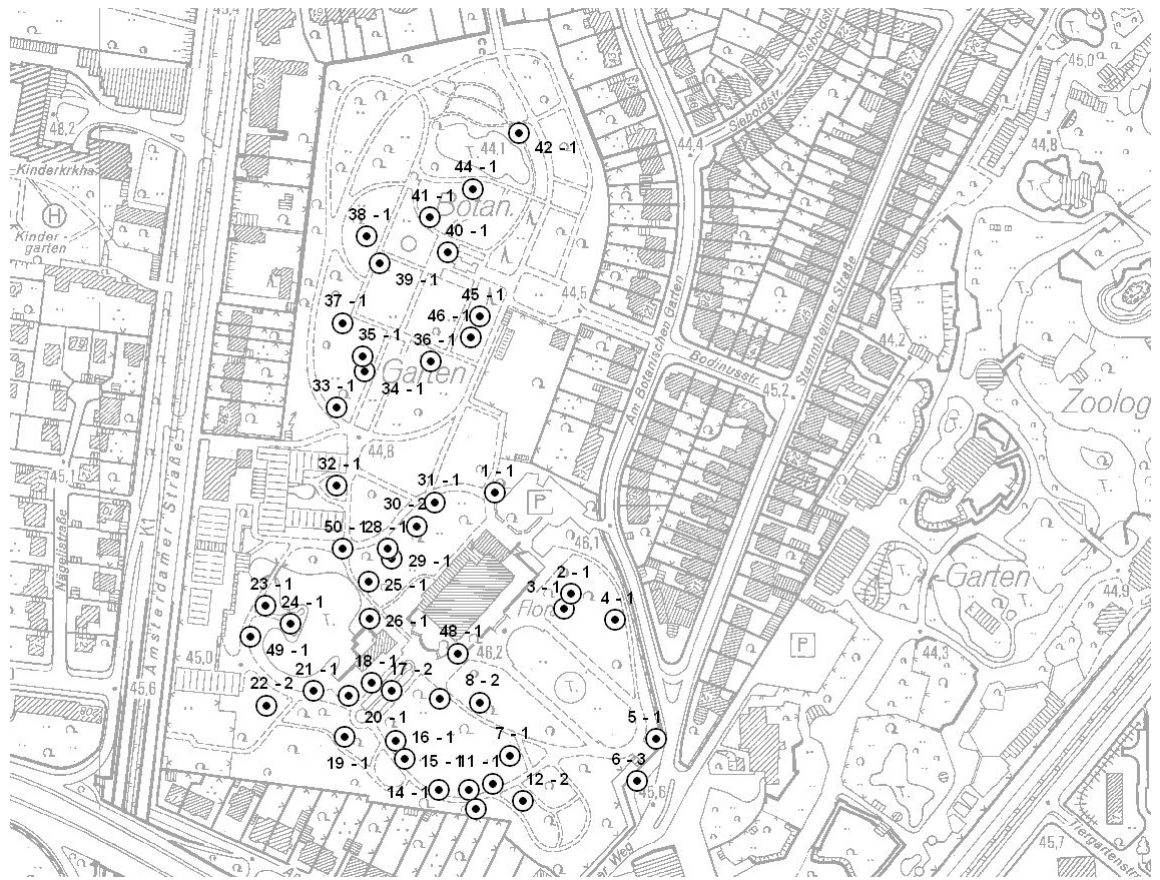 48,2
Kinderkrkhs
H
Kinder-
garten
44,1
42 - 1
44 - 1
41 - 1
Botan.
38 - 1
40 - 1
39 - 1
37 - 1
45 - 1
46 - 1
35 - 1
36 - 1
Garten
34 - 1
33 - 1
44,8
44,5
44,4
Sieboldstr.
Sieboldstr.
45,0
44,8
44,2
Am Botanischen Garten
Bodinusstr.
45,2
Stammheimer Straße
Zoolog
32 - 1
31 - 1
1 - 1
P
30 - 2
50 - 1
28 - 1
29 - 1
25 - 1
46,1
2 - 1
3 - 1
Flora
4 - 1
23 - 1
24 - 1
26 - 1
48 - 1
46,2
49 - 1
45,0
21 - 1
18 - 1
17 - 2
22 - 2
8 - 2
20 - 1
16 - 1
7 - 1
5 - 1
19 - 1
15 - 1
11 - 1
6 - 3
14 - 1
12 - 2
45,6
Nägelistraße
K1
Amsterdamer Straße
45,6
P
Garten
44,9
44,3
45,7
Tiergartenstr.
er Weg